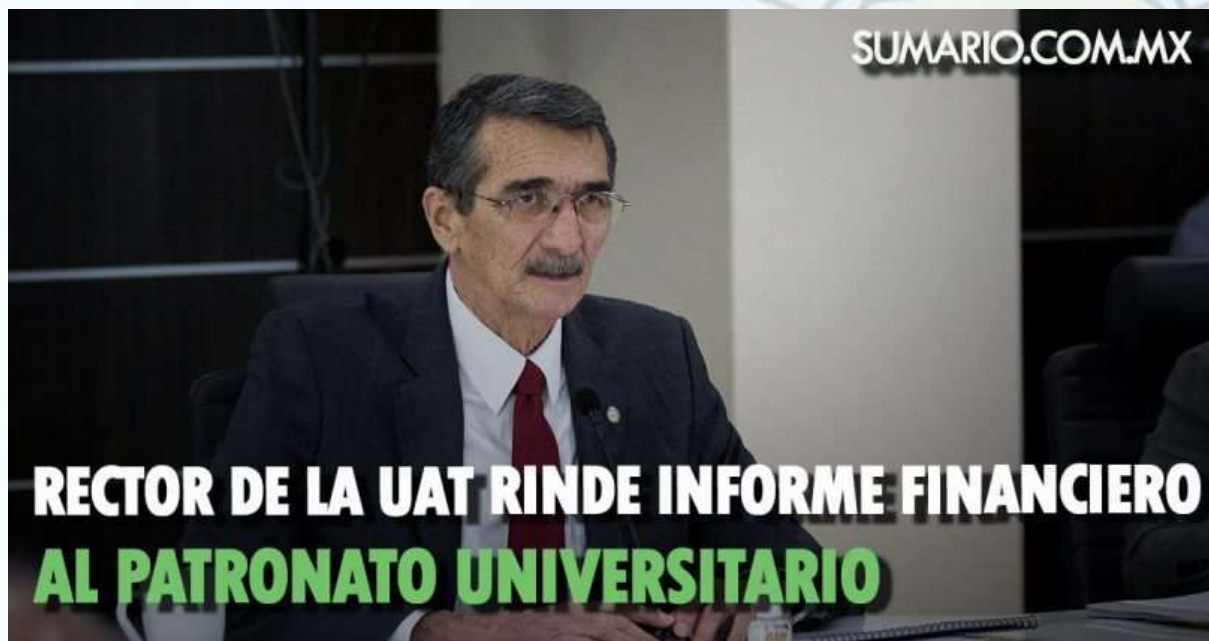 SUMARIO.COM.MX
RECTOR DE LA UAT RINDE INFORME FINANCIERO
AL PATRONATO UNIVERSITARIO